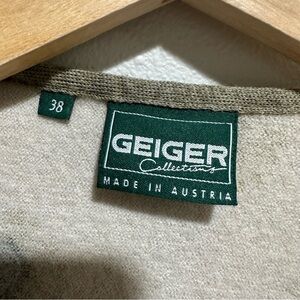 38
GEIGER
Collections
MADE IN AUSTRIA